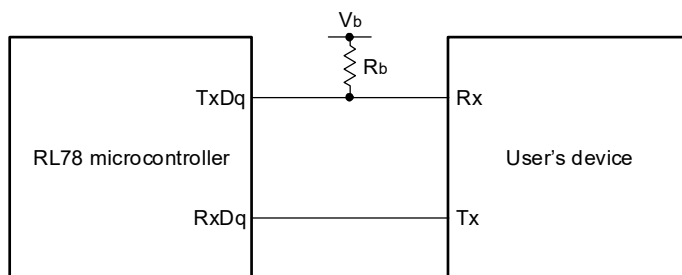 Vb
Rb
TxDq
Rx
RL78 microcontroller
User's device
RxDq
Tx